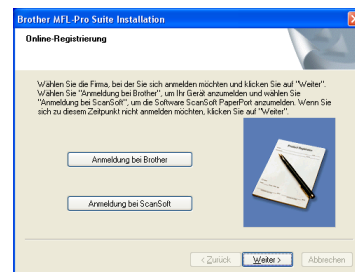 Brother MFL-Pro Suite Installation
Online-Registrierung
Wählen Sie die Firma, bei der Sie sich anmelden möchten und klicken Sie auf "Weiter".
Wählen Sie "Anmeldung bei Brother", um Ihr Gerät anzumelden und wählen Sie
"Anmeldung bei ScanSoft", um die Software ScanSoft PaperPort anzumelden. Wenn Sie
sich zu diesem Zeitpunkt nicht anmelden möchten, klicken Sie auf "Weiter".
Anmeldung bei Brother
Anmeldung bei ScanSoft
< Zurück Weiter > Abbrechen